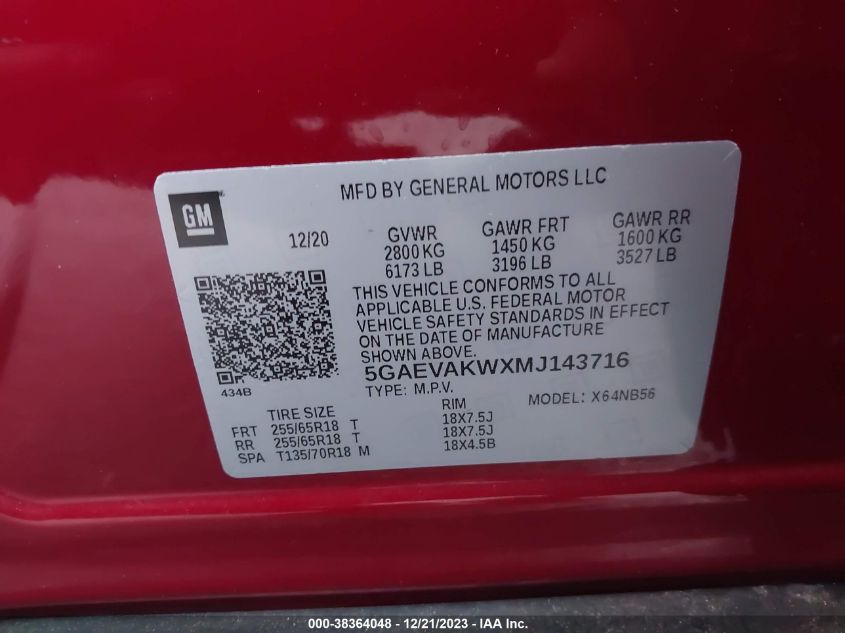 MFD BY GENERAL MOTORS LLC
GM
12/20 GVWR GAWR FRT GAWR RR
2800 KG 1450 KG 1600 KG
6173 LB 3196 LB 3527 LB
THIS VEHICLE CONFORMS TO ALL
APPLICABLE U.S. FEDERAL MOTOR
VEHICLE SAFETY STANDARDS IN EFFECT
ON THE DATE OF MANUFACTURE
SHOWN ABOVE.
5GAEVAKWXMJ143716
434B TYPE: M.P.V. MODEL: X64NB56
TIRE SIZE RIM
FRT 255/65R18 T 18X7.5J
RR 255/65R18 T 18X7.5J
SPA T135/70R18 M 18X4.5B
000-38364048 - 12/21/2023 - WWW.IAAI.COM